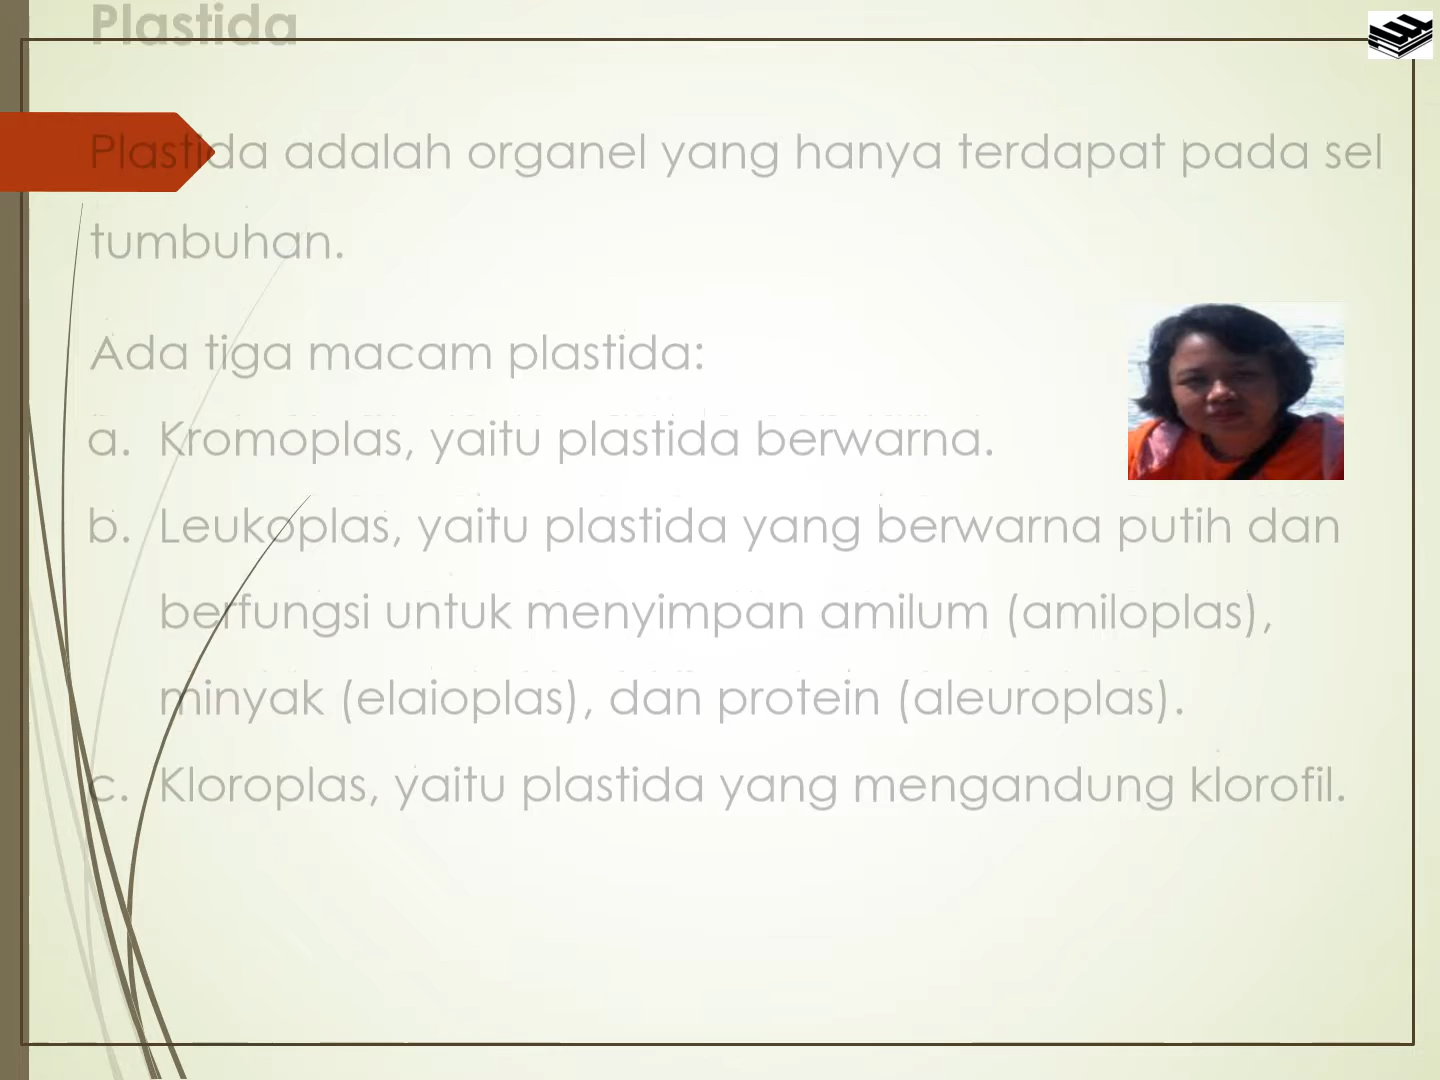 Plastida
Plastida adalah organel yang hanya terdapat pada sel
tumbuhan.
Ada tiga macam plastida:
a. Kromoplas, yaitu plastida berwarna.
b. Leukoplas, yaitu plastida yang berwarna putih dan
berfungsi untuk menyimpan amilum (amiloplas),
minyak (elaioplas), dan protein (aleuroplas).
c. Kloroplas, yaitu plastida yang mengandung klorofil.